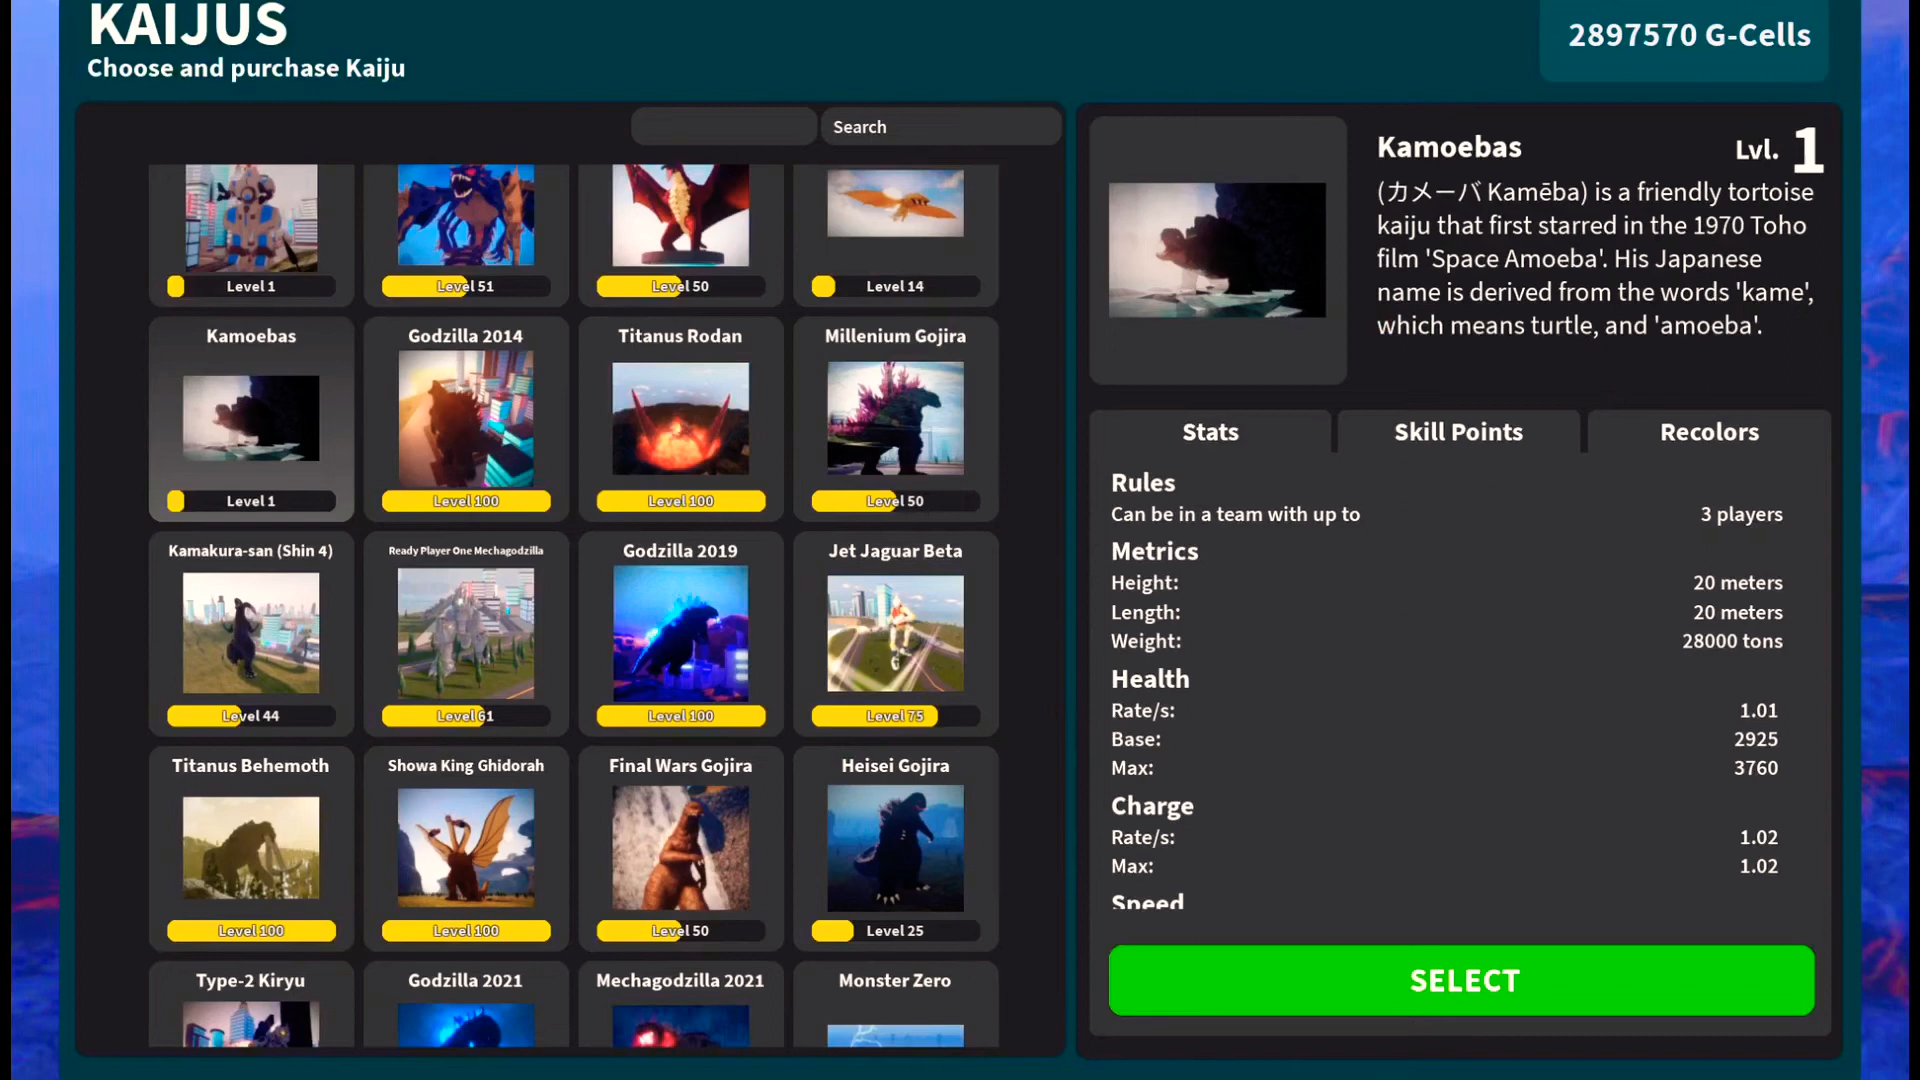 KAIJUS
Choose and purchase Kaiju
2897570 G-Cells
Search
Level 1
Level 51
Level 50
Level 14
Kamoebas
Godzilla 2014
Titanus Rodan
Millenium Gojira
Level 1
Level 100
Level 100
Level 50
Kamakura-san (Shin 4)
Ready Player One Mechagodzilla
Godzilla 2019
Jet Jaguar Beta
Level 44
Level 61
Level 100
Level 75
Titanus Behemoth
Showa King Ghidorah
Final Wars Gojira
Heisei Gojira
Level 100
Level 100
Level 50
Level 25
Type-2 Kiryu
Godzilla 2021
Mechagodzilla 2021
Monster Zero
Kamoebas
Lvl. 1
(カメーバ Kamēba) is a friendly tortoise
kaiju that first starred in the 1970 Toho
film 'Space Amoeba'. His Japanese
name is derived from the words 'kame',
which means turtle, and 'amoeba'.
Stats
Skill Points
Recolors
Rules
Can be in a team with up to 3 players
Metrics
Height: 20 meters
Length: 20 meters
Weight: 28000 tons
Health
Rate/s: 1.01
Base: 2925
Max: 3760
Charge
Rate/s: 1.02
Max: 1.02
Speed
SELECT